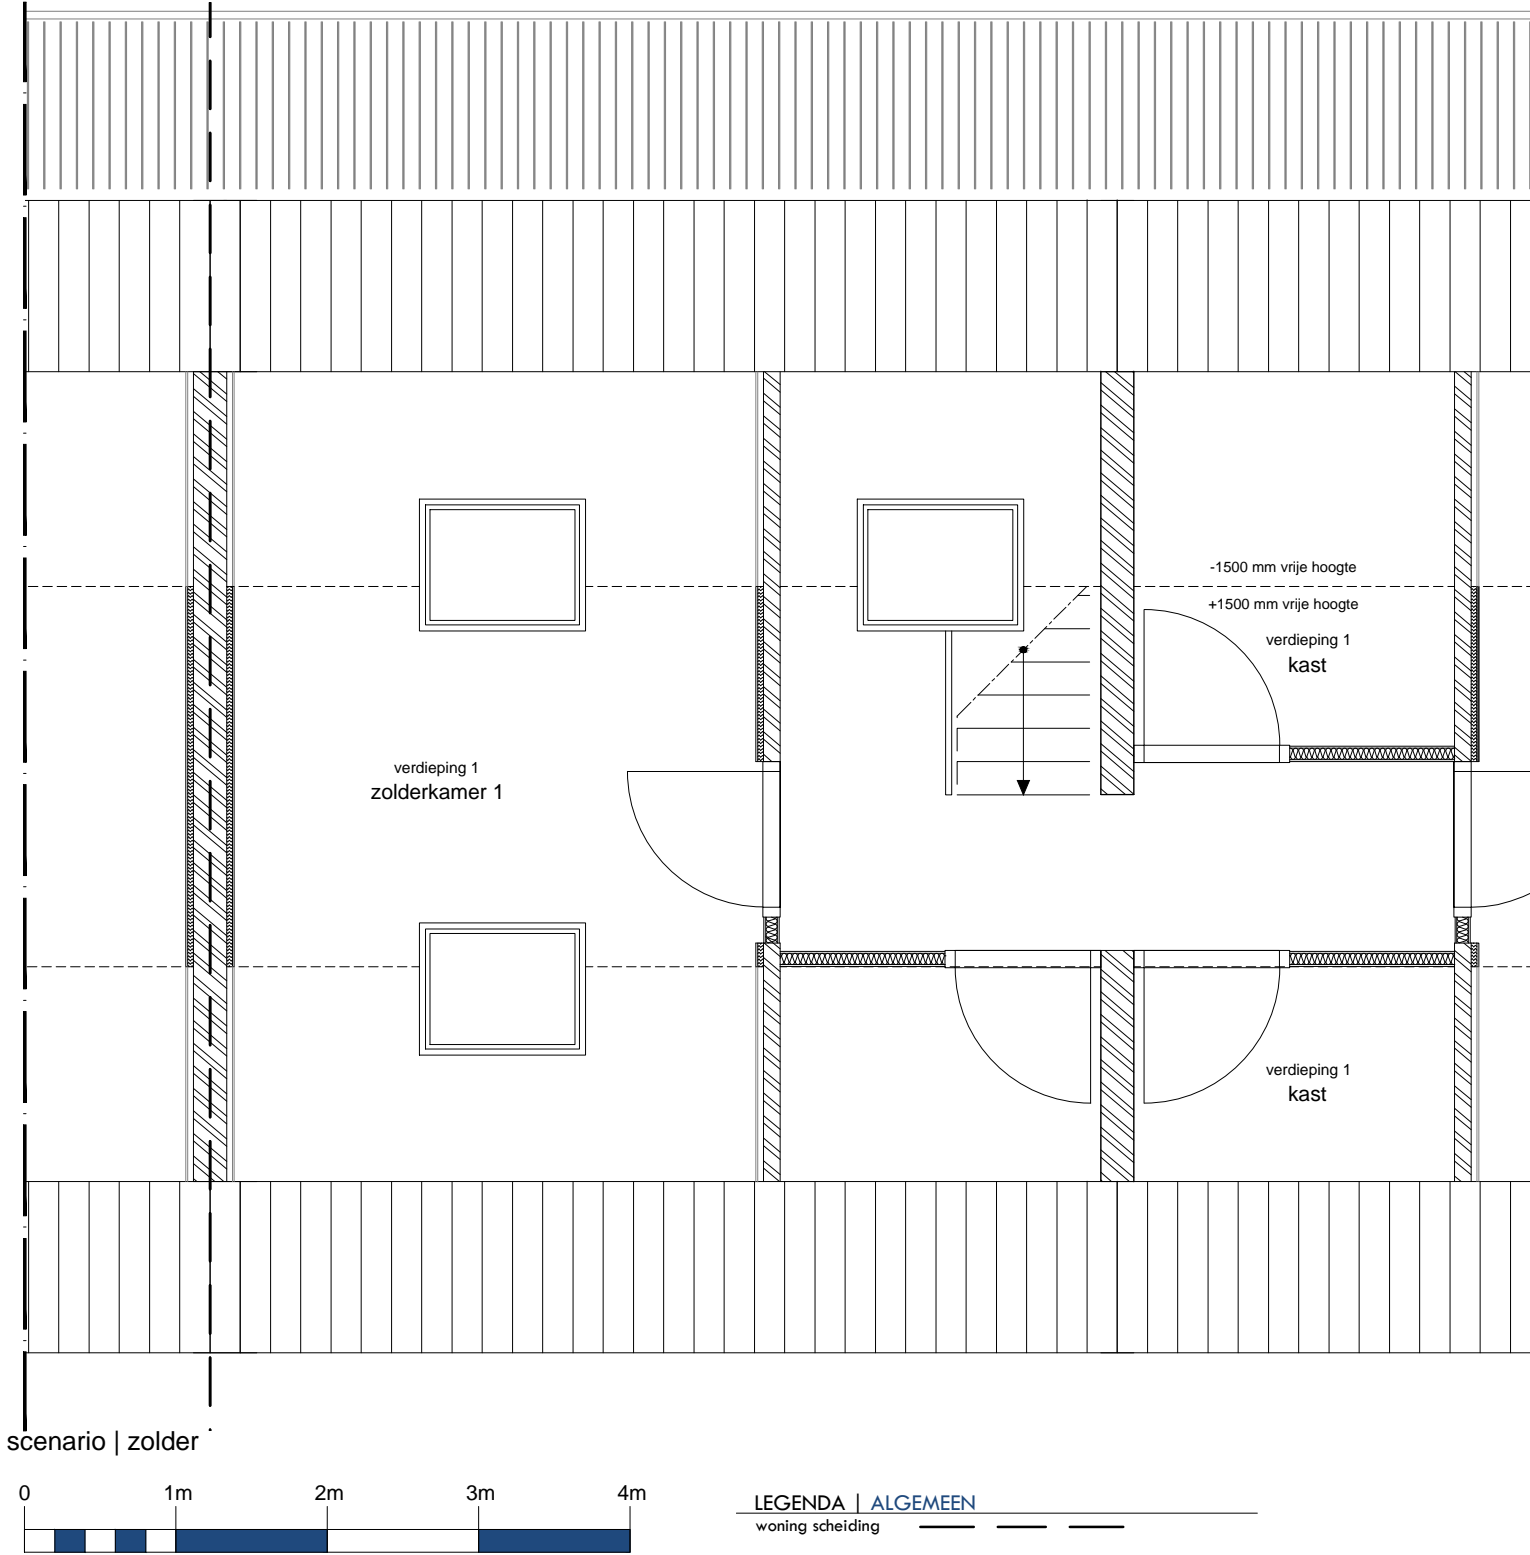 -1500 mm vrije hoogte
+1500 mm vrije hoogte
verdieping 1
kast
verdieping 1
zolderkamer 1
verdieping 1
kast
scenario | zolder
0 1m 2m 3m 4m
LEGENDA | ALGEMEEN
woning scheiding